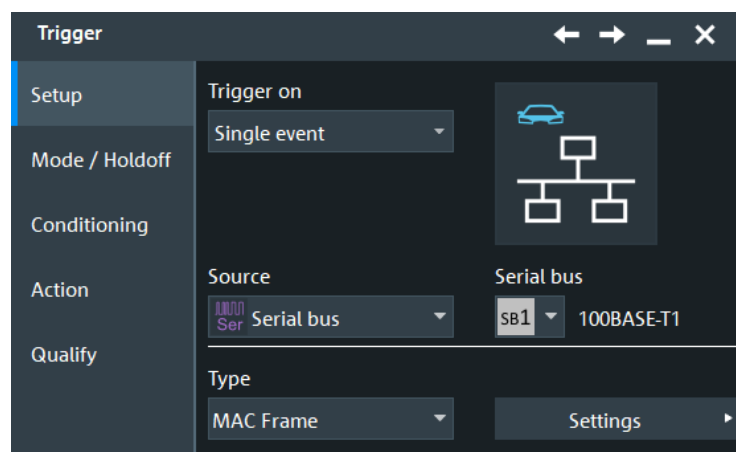 Trigger
Setup
Mode / Holdoff
Conditioning
Action
Qualify
Trigger on
Single event
Source
Serial bus
Ser Serial bus
SB1 100BASE-T1
Type
MAC Frame
Settings